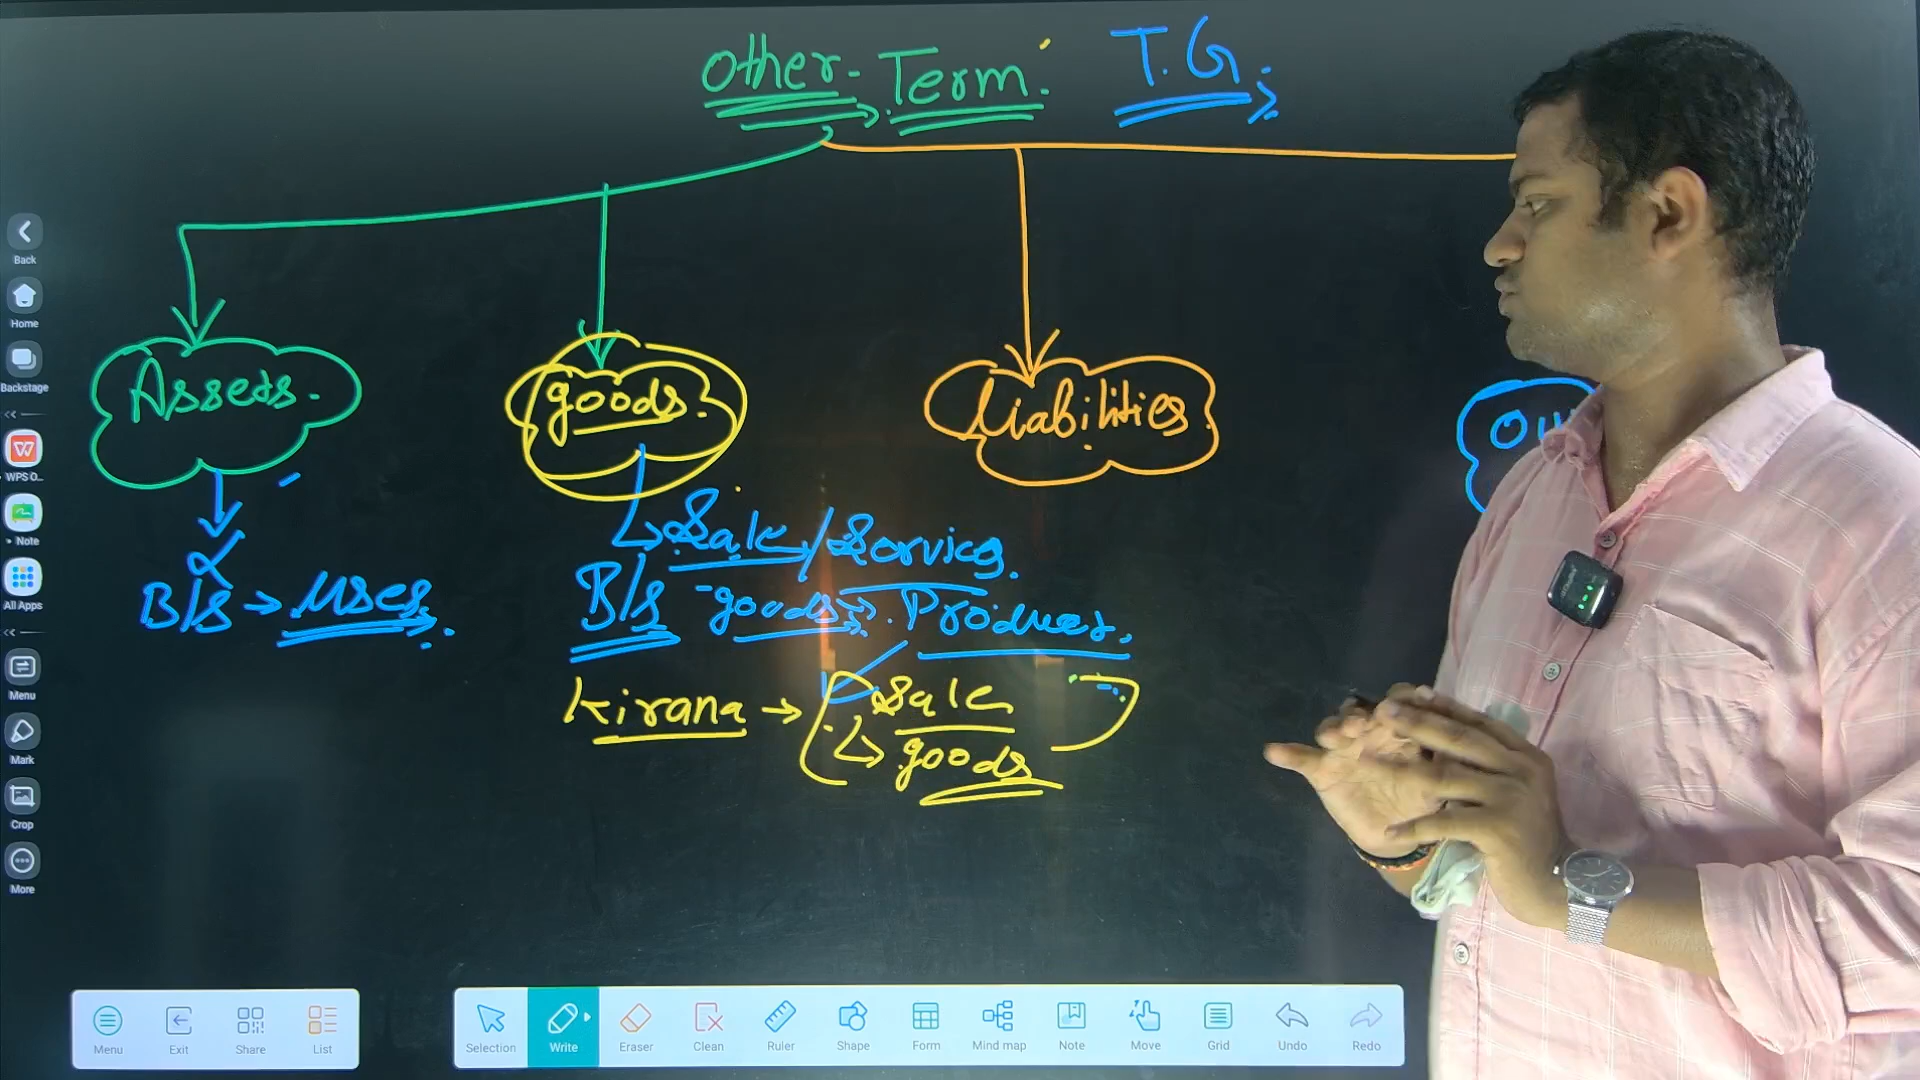 Other Term: T.G.
Assets.
goods.
Liabilities.
Ow
Sale/Service.
B/s → uses.
B/s - goods → Product.
Kirana → Sale
goods
Back
Home
Backstage
WPS O...
Note
All Apps
Menu
Mark
Crop
More
Menu Exit Share List
Selection Write Eraser Clean Ruler Shape Form Mind map Note Move Grid Undo Redo